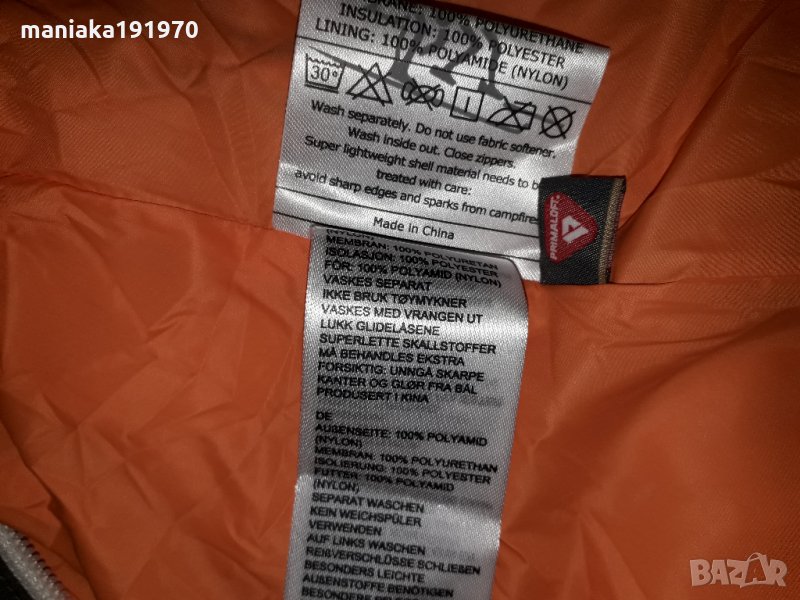 maniaka191970
100% POLYURETHANE
INSULATION: 100% POLYESTER
LINING: 100% POLYAMIDE (NYLON)
30°
Wash separately. Do not use fabric softener.
Wash inside out. Close zippers.
Super lightweight shell material needs to be
treated with care:
avoid sharp edges and sparks from campfire
Made in China
PRIMALOFT
(NYLON)
MEMBRAN: 100% POLYURETAN
ISOLASJON: 100% POLYESTER
FÔR: 100% POLYAMID (NYLON)
VASKES SEPARAT
IKKE BRUK TØYMYKNER
VASKES MED VRANGEN UT
LUKK GLIDELÅSENE
SUPERLETTE SKALLSTOFFER
MÅ BEHANDLES EKSTRA
FORSIKTIG: UNNGÅ SKARPE
KANTER OG GLØR FRA BÅL
PRODUSERT I KINA
DE
AUßENSEITE: 100% POLYAMID
(NYLON)
MEMBRAN: 100% POLYURETHAN
ISOLIERUNG: 100% POLYESTER
FUTTER: 100% POLYAMID
(NYLON)
SEPARAT WASCHEN
KEIN WEICHSPÜLER
VERWENDEN
AUF LINKS WASCHEN
REIßVERSCHLÜSSE SCHLIEßEN
BESONDERS LEICHTE
AUßENSTOFFE BENÖTIGEN
BAZAR